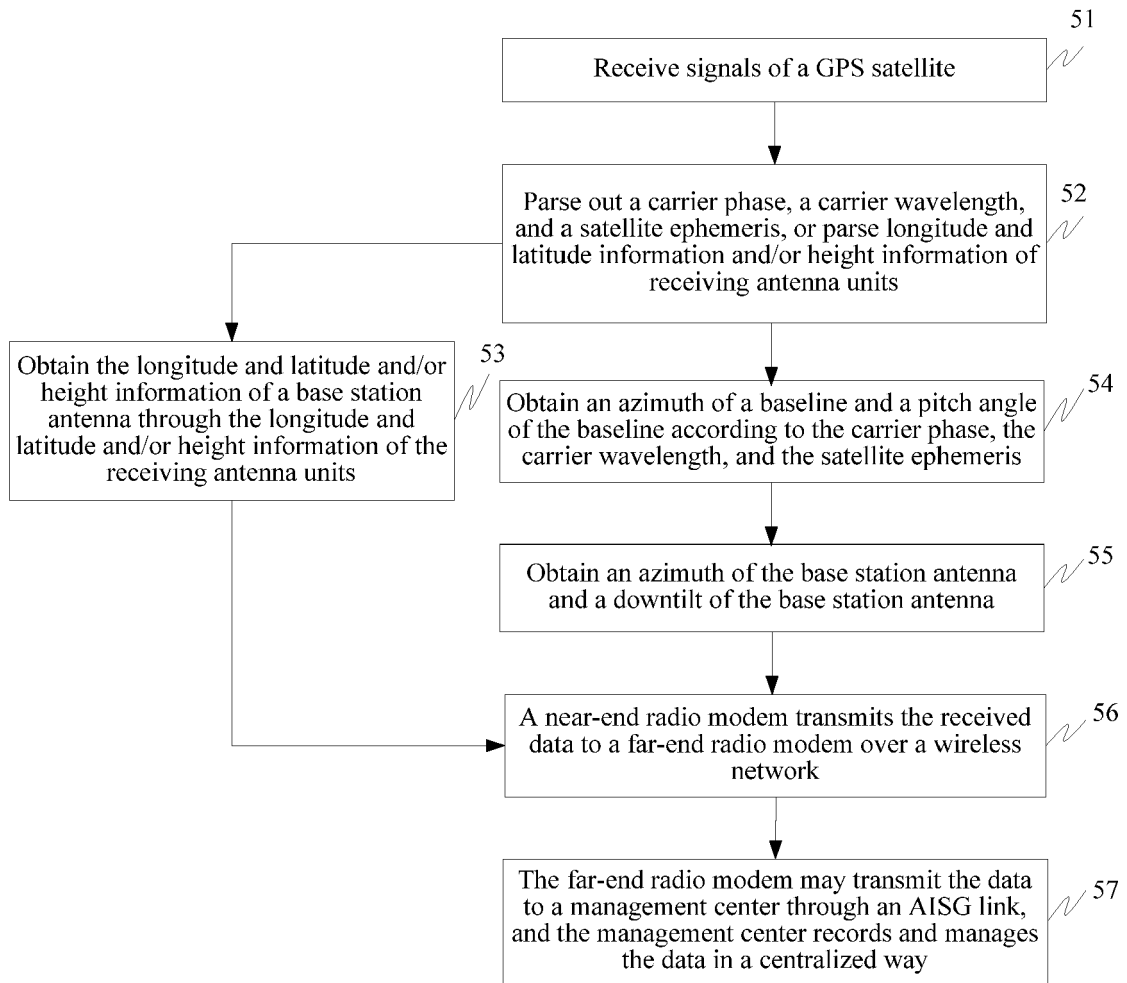 51
Receive signals of a GPS satellite
52
Parse out a carrier phase, a carrier wavelength,
and a satellite ephemeris, or parse longitude and
latitude information and/or height information of
receiving antenna units
53
Obtain the longitude and latitude and/or
height information of a base station
antenna through the longitude and
latitude and/or height information of the
receiving antenna units
54
Obtain an azimuth of a baseline and a pitch angle
of the baseline according to the carrier phase, the
carrier wavelength, and the satellite ephemeris
55
Obtain an azimuth of the base station antenna
and a downtilt of the base station antenna
56
A near-end radio modem transmits the received
data to a far-end radio modem over a wireless
network
57
The far-end radio modem may transmit the data
to a management center through an AISG link,
and the management center records and manages
the data in a centralized way